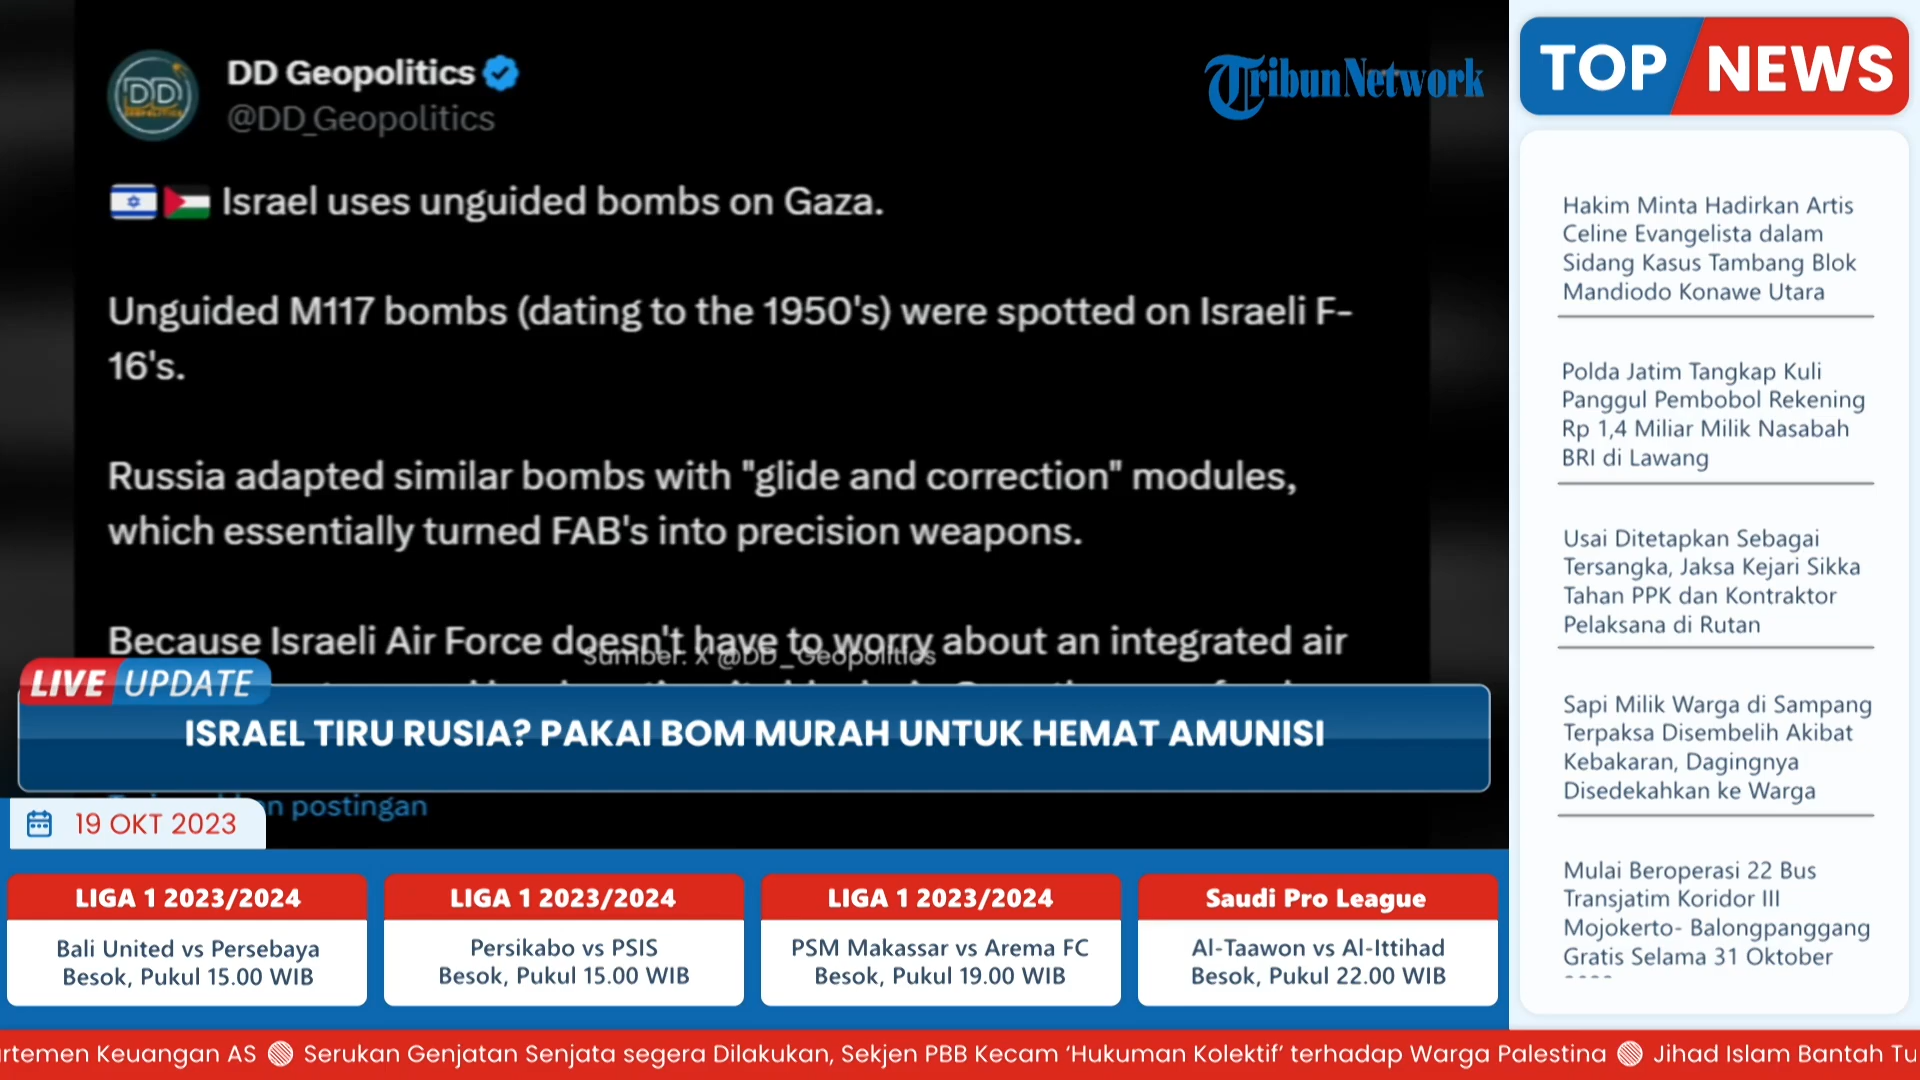 DD Geopolitics
@DD_Geopolitics
TribunNetwork
Israel uses unguided bombs on Gaza.
Unguided M117 bombs (dating to the 1950's) were spotted on Israeli F-
16's.
Russia adapted similar bombs with "glide and correction" modules,
which essentially turned FAB's into precision weapons.
Because Israeli Air Force doesn't have to worry about an integrated air
Sumber: X @DD_Geopolitics
LIVE UPDATE
ISRAEL TIRU RUSIA? PAKAI BOM MURAH UNTUK HEMAT AMUNISI
postingan
19 OKT 2023
LIGA 1 2023/2024
Bali United vs Persebaya
Besok, Pukul 15.00 WIB
LIGA 1 2023/2024
Persikabo vs PSIS
Besok, Pukul 15.00 WIB
LIGA 1 2023/2024
PSM Makassar vs Arema FC
Besok, Pukul 19.00 WIB
Saudi Pro League
Al-Taawon vs Al-Ittihad
Besok, Pukul 22.00 WIB
TOP NEWS
Hakim Minta Hadirkan Artis
Celine Evangelista dalam
Sidang Kasus Tambang Blok
Mandiodo Konawe Utara
Polda Jatim Tangkap Kuli
Panggul Pembobol Rekening
Rp 1,4 Miliar Milik Nasabah
BRI di Lawang
Usai Ditetapkan Sebagai
Tersangka, Jaksa Kejari Sikka
Tahan PPK dan Kontraktor
Pelaksana di Rutan
Sapi Milik Warga di Sampang
Terpaksa Disembelih Akibat
Kebakaran, Dagingnya
Disedekahkan ke Warga
Mulai Beroperasi 22 Bus
Transjatim Koridor III
Mojokerto- Balongpanggang
Gratis Selama 31 Oktober
rtemen Keuangan AS Serukan Genjatan Senjata segera Dilakukan, Sekjen PBB Kecam ‘Hukuman Kolektif’ terhadap Warga Palestina Jihad Islam Bantah Tu